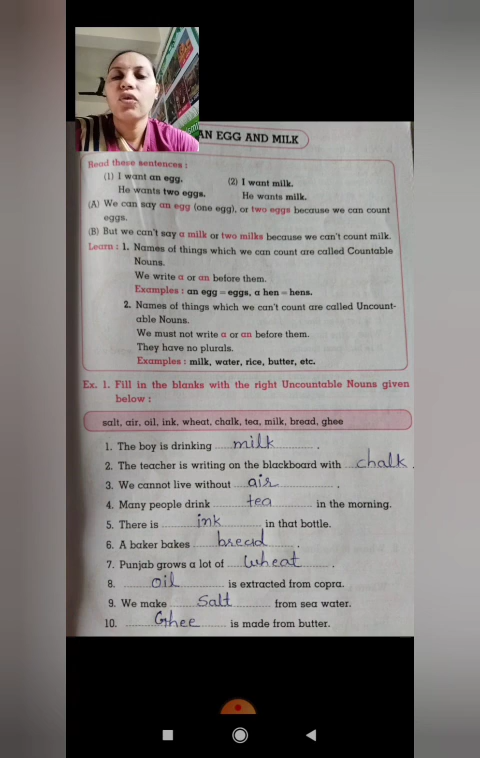 AN EGG AND MILK
Read these sentences :
(1) I want an egg. (2) I want milk.
He wants two eggs. He wants milk.
(A) We can say an egg (one egg), or two eggs because we can count
eggs.
(B) But we can't say a milk or two milks because we can't count milk.
Learn : 1. Names of things which we can count are called Countable
Nouns.
We write a or an before them.
Examples : an egg – eggs, a hen – hens.
2. Names of things which we can't count are called Uncount-
able Nouns.
We must not write a or an before them.
They have no plurals.
Examples : milk, water, rice, butter, etc.
Ex. 1. Fill in the blanks with the right Uncountable Nouns given
below :
salt, air, oil, ink, wheat, chalk, tea, milk, bread, ghee
1. The boy is drinking milk.
2. The teacher is writing on the blackboard with chalk.
3. We cannot live without air.
4. Many people drink tea in the morning.
5. There is ink in that bottle.
6. A baker bakes bread.
7. Punjab grows a lot of wheat.
8. oil is extracted from copra.
9. We make salt from sea water.
10. Ghee is made from butter.